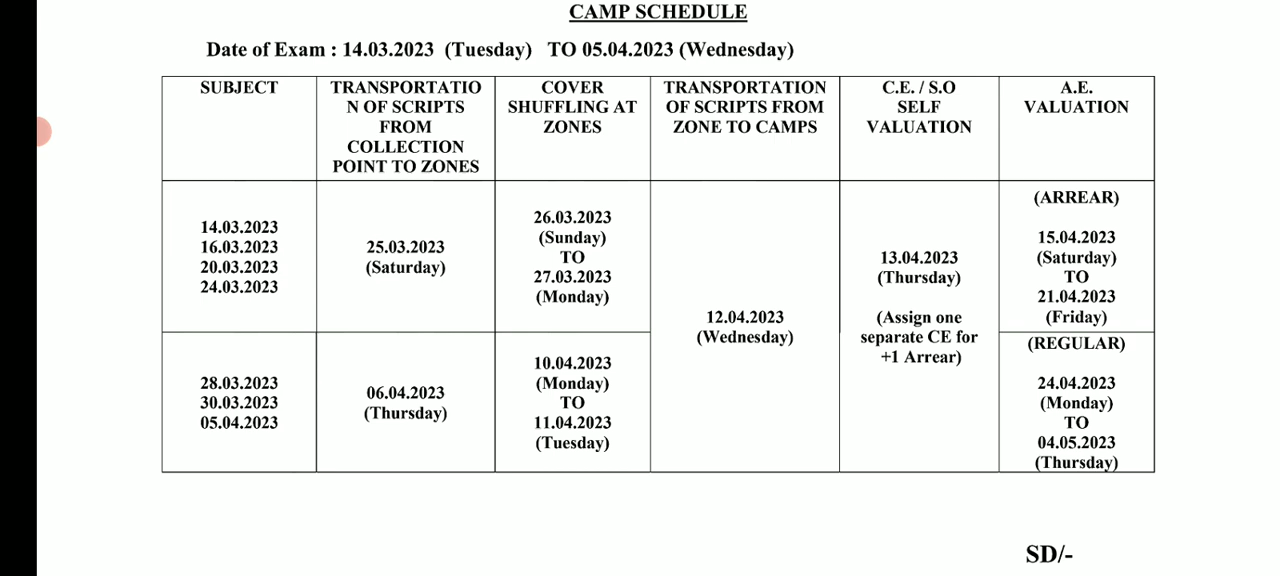 CAMP SCHEDULE
Date of Exam : 14.03.2023 (Tuesday) TO 05.04.2023 (Wednesday)
SUBJECT
TRANSPORTATIO
N OF SCRIPTS
FROM
COLLECTION
POINT TO ZONES
COVER
SHUFFLING AT
ZONES
TRANSPORTATION
OF SCRIPTS FROM
ZONE TO CAMPS
C.E. / S.O
SELF
VALUATION
A.E.
VALUATION
14.03.2023
16.03.2023
20.03.2023
24.03.2023
25.03.2023
(Saturday)
26.03.2023
(Sunday)
TO
27.03.2023
(Monday)
12.04.2023
(Wednesday)
13.04.2023
(Thursday)
(Assign one
separate CE for
+1 Arrear)
(ARREAR)
15.04.2023
(Saturday)
TO
21.04.2023
(Friday)
28.03.2023
30.03.2023
05.04.2023
06.04.2023
(Thursday)
10.04.2023
(Monday)
TO
11.04.2023
(Tuesday)
(REGULAR)
24.04.2023
(Monday)
TO
04.05.2023
(Thursday)
SD/-